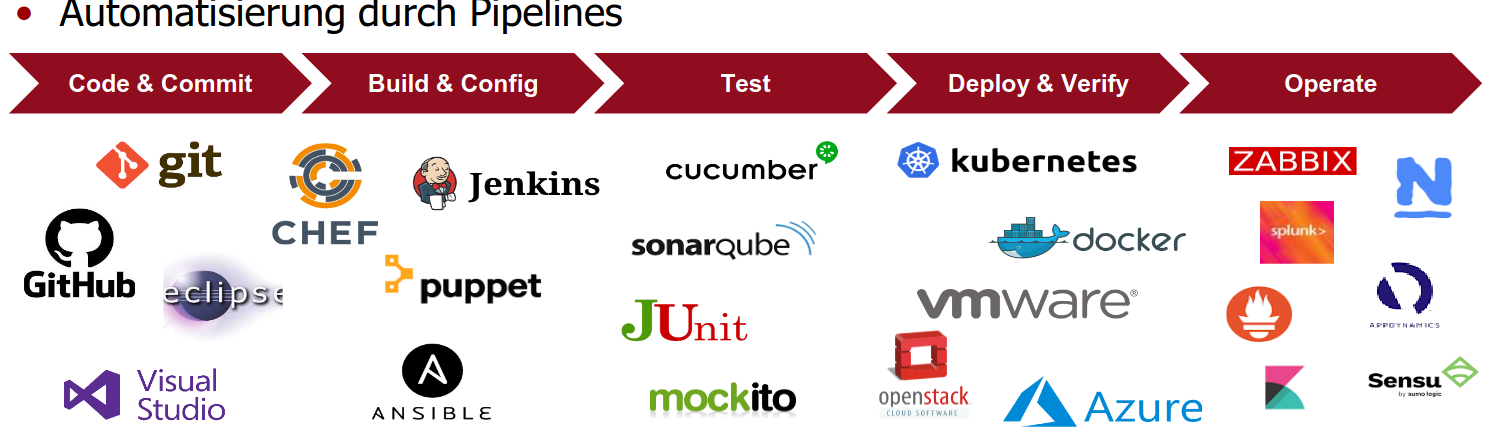 • Automatisierung durch Pipelines
Code & Commit
Build & Config
Test
Deploy & Verify
Operate
git
GitHub
eclipse
Visual
Studio
CHEF
Jenkins
puppet
ANSIBLE
cucumber
sonarqube
JUnit
mockito
kubernetes
docker
vmware®
openstack
CLOUD SOFTWARE
Azure
ZABBIX
N
splunk>
APPDYNAMICS
Sensu
by sumo logic